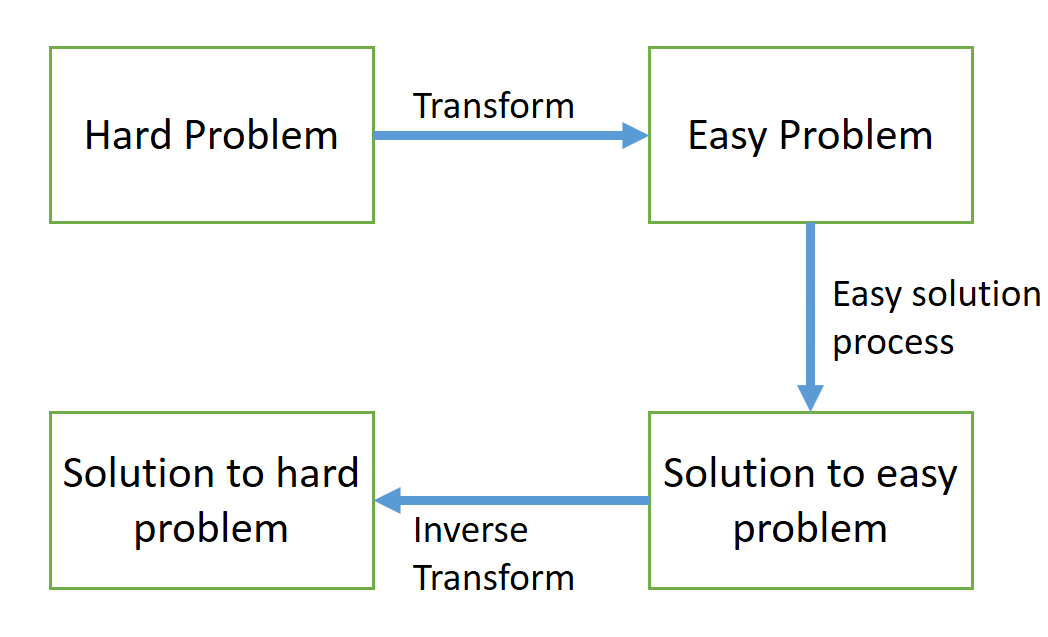 Hard Problem
Transform
Easy Problem
Easy solution
process
Solution to easy
problem
Inverse
Transform
Solution to hard
problem